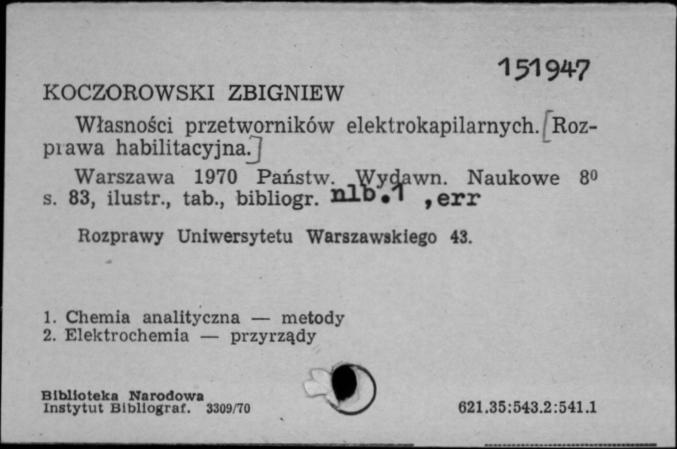 151947
KOCZOROWSKI ZBIGNIEW
Własności przetworników elektrokapilarnych. [Roz-
prawa habilitacyjna.]
Warszawa 1970 Państw. Wydawn. Naukowe 8⁰
s. 83, ilustr., tab., bibliogr. nlb.1 ,err
Rozprawy Uniwersytetu Warszawskiego 43.
1. Chemia analityczna — metody
2. Elektrochemia — przyrządy
Biblioteka Narodowa
Instytut Bibliograf. 3309/70
621.35:543.2:541.1